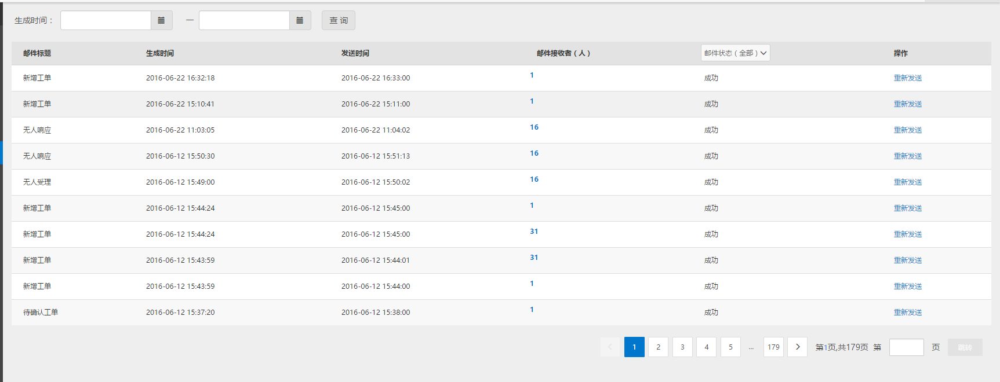 生成时间： — 查 询
邮件标题 生成时间 发送时间 邮件接收者（人） 邮件状态（全部） 操作
新增工单 2016-06-22 16:32:18 2016-06-22 16:33:00 1 成功 重新发送
新增工单 2016-06-22 15:10:41 2016-06-22 15:11:00 1 成功 重新发送
无人响应 2016-06-22 11:03:05 2016-06-22 11:04:02 16 成功 重新发送
无人响应 2016-06-12 15:50:30 2016-06-12 15:51:13 16 成功 重新发送
无人受理 2016-06-12 15:49:00 2016-06-12 15:50:02 16 成功 重新发送
新增工单 2016-06-12 15:44:24 2016-06-12 15:45:00 1 成功 重新发送
新增工单 2016-06-12 15:44:24 2016-06-12 15:45:00 31 成功 重新发送
新增工单 2016-06-12 15:43:59 2016-06-12 15:44:01 31 成功 重新发送
新增工单 2016-06-12 15:43:59 2016-06-12 15:44:00 1 成功 重新发送
待确认工单 2016-06-12 15:37:20 2016-06-12 15:38:00 1 成功 重新发送
< 1 2 3 4 5 ... 179 > 第1页,共179页 第 页 跳转